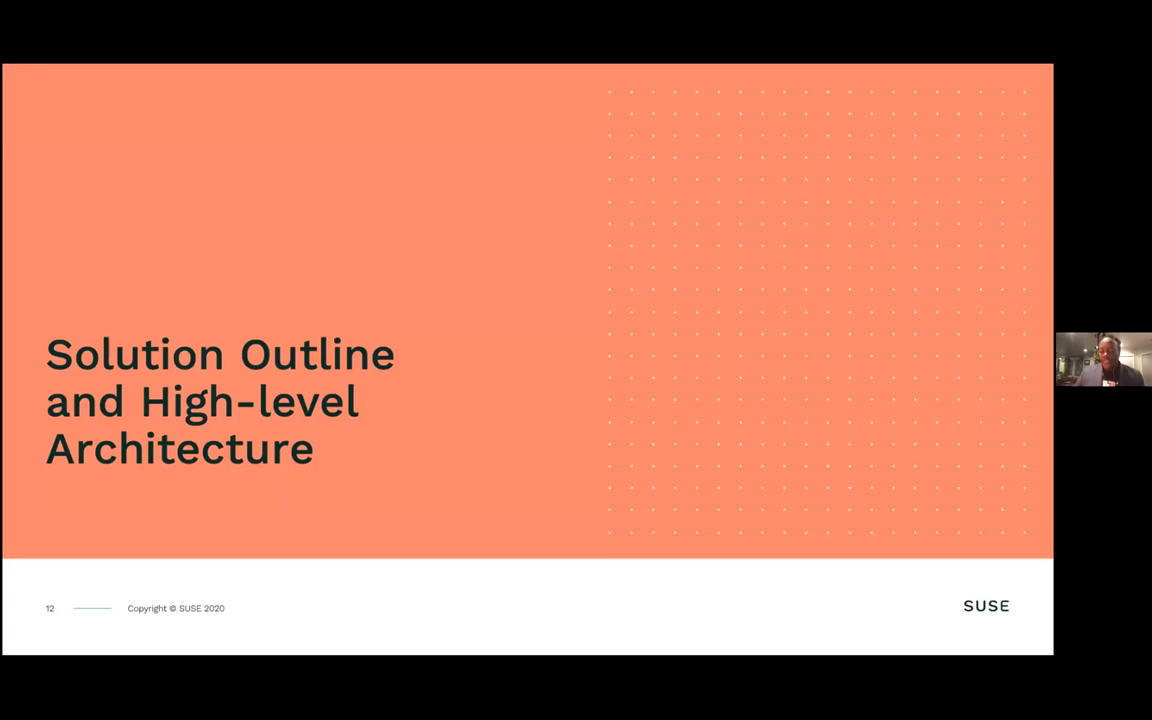 Solution Outline
and High-level
Architecture
12
Copyright © SUSE 2020
SUSE